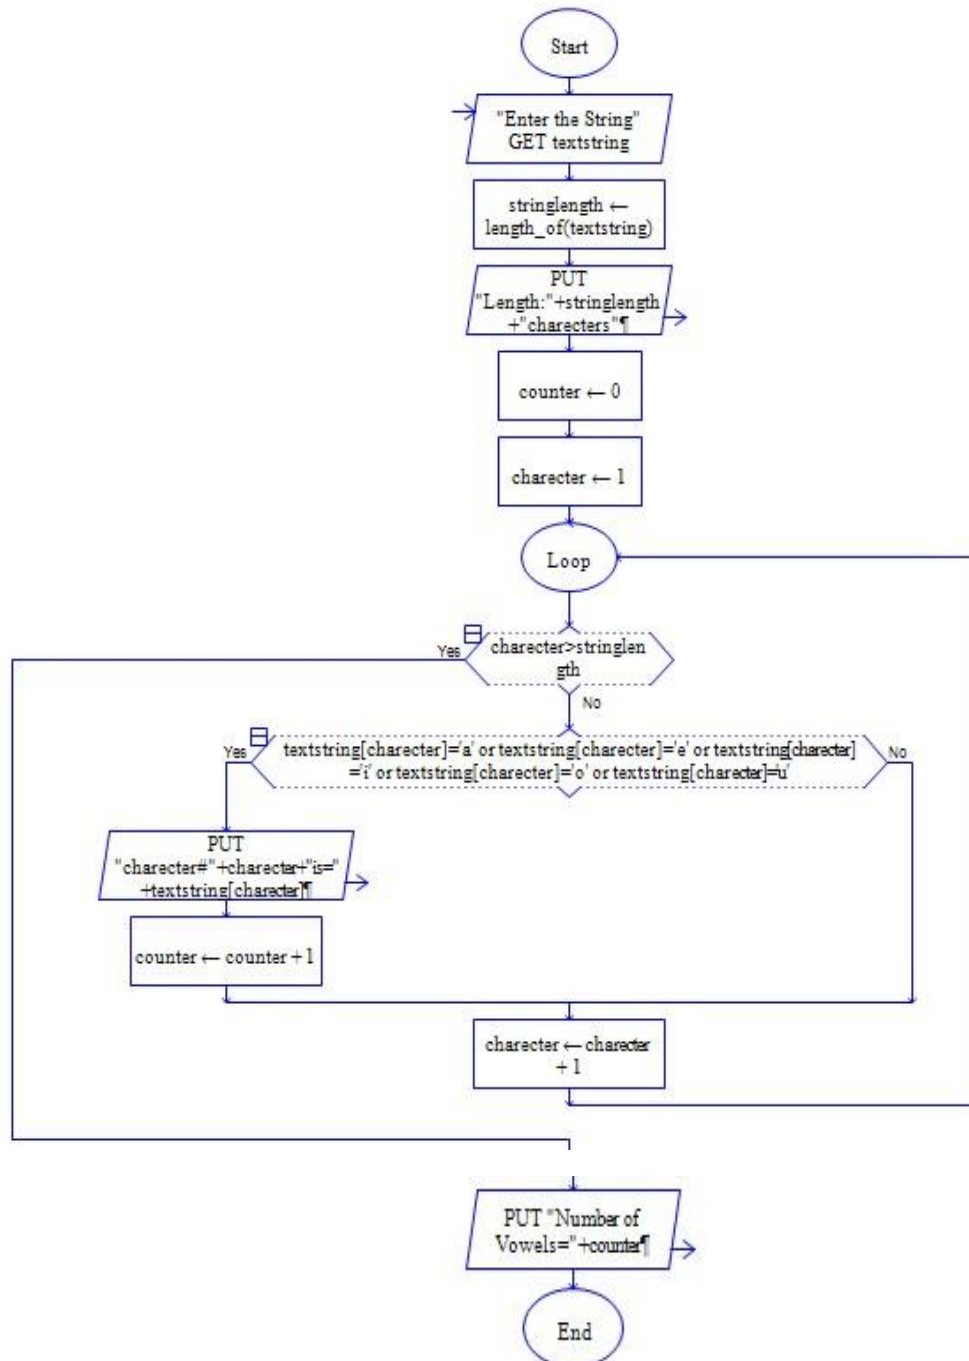 Start
"Enter the String"
GET textstring
stringlength ←
length_of(textstring)
PUT
"Length:"+stringlength
+"charecters"¶
counter ← 0
charecter ← 1
Loop
Yes
charecter>stringlen
gth
No
Yes
textstring[charecter]='a' or textstring[charecter]='e' or textstring[charecter]
='i' or textstring[charecter]='o' or textstring[charecter]='u'
No
PUT
"charecter#"+charecter+"is="
+textstring[charecter]¶
counter ← counter + 1
charecter ← charecter
+ 1
PUT "Number of
Vowels="+counter¶
End